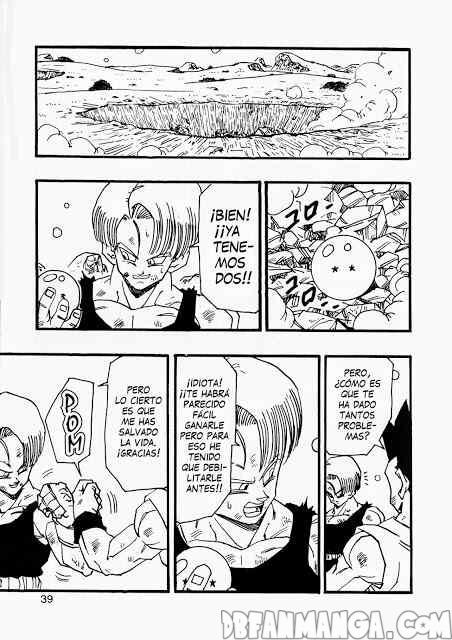 ¡BIEN!
¡¡YA
TENE-
MOS
DOS!!
コロ・・
PERO,
¿CÓMO ES
QUE TE
HA DADO
TANTOS
PROBLE-
MAS?
¡IDIOTA!
¡¡TE HABRÁ
PARECIDO
FÁCIL
GANARLE
PERO PARA
ESO HE
TENIDO
QUE DEBI-
LITARLE
ANTES!!
PERO
LO CIERTO
ES QUE ME
HAS SALVADO
LA VIDA.
¡GRACIAS!
POM
39
DBFANMANGA.COM